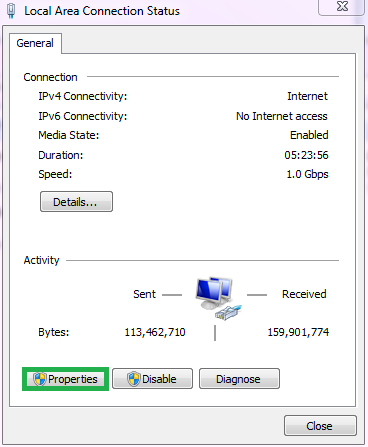 Local Area Connection Status
General
Connection
IPv4 Connectivity: Internet
IPv6 Connectivity: No Internet access
Media State: Enabled
Duration: 05:23:56
Speed: 1.0 Gbps
Details...
Activity
Sent Received
Bytes: 113,462,710 159,901,774
Properties Disable Diagnose
Close